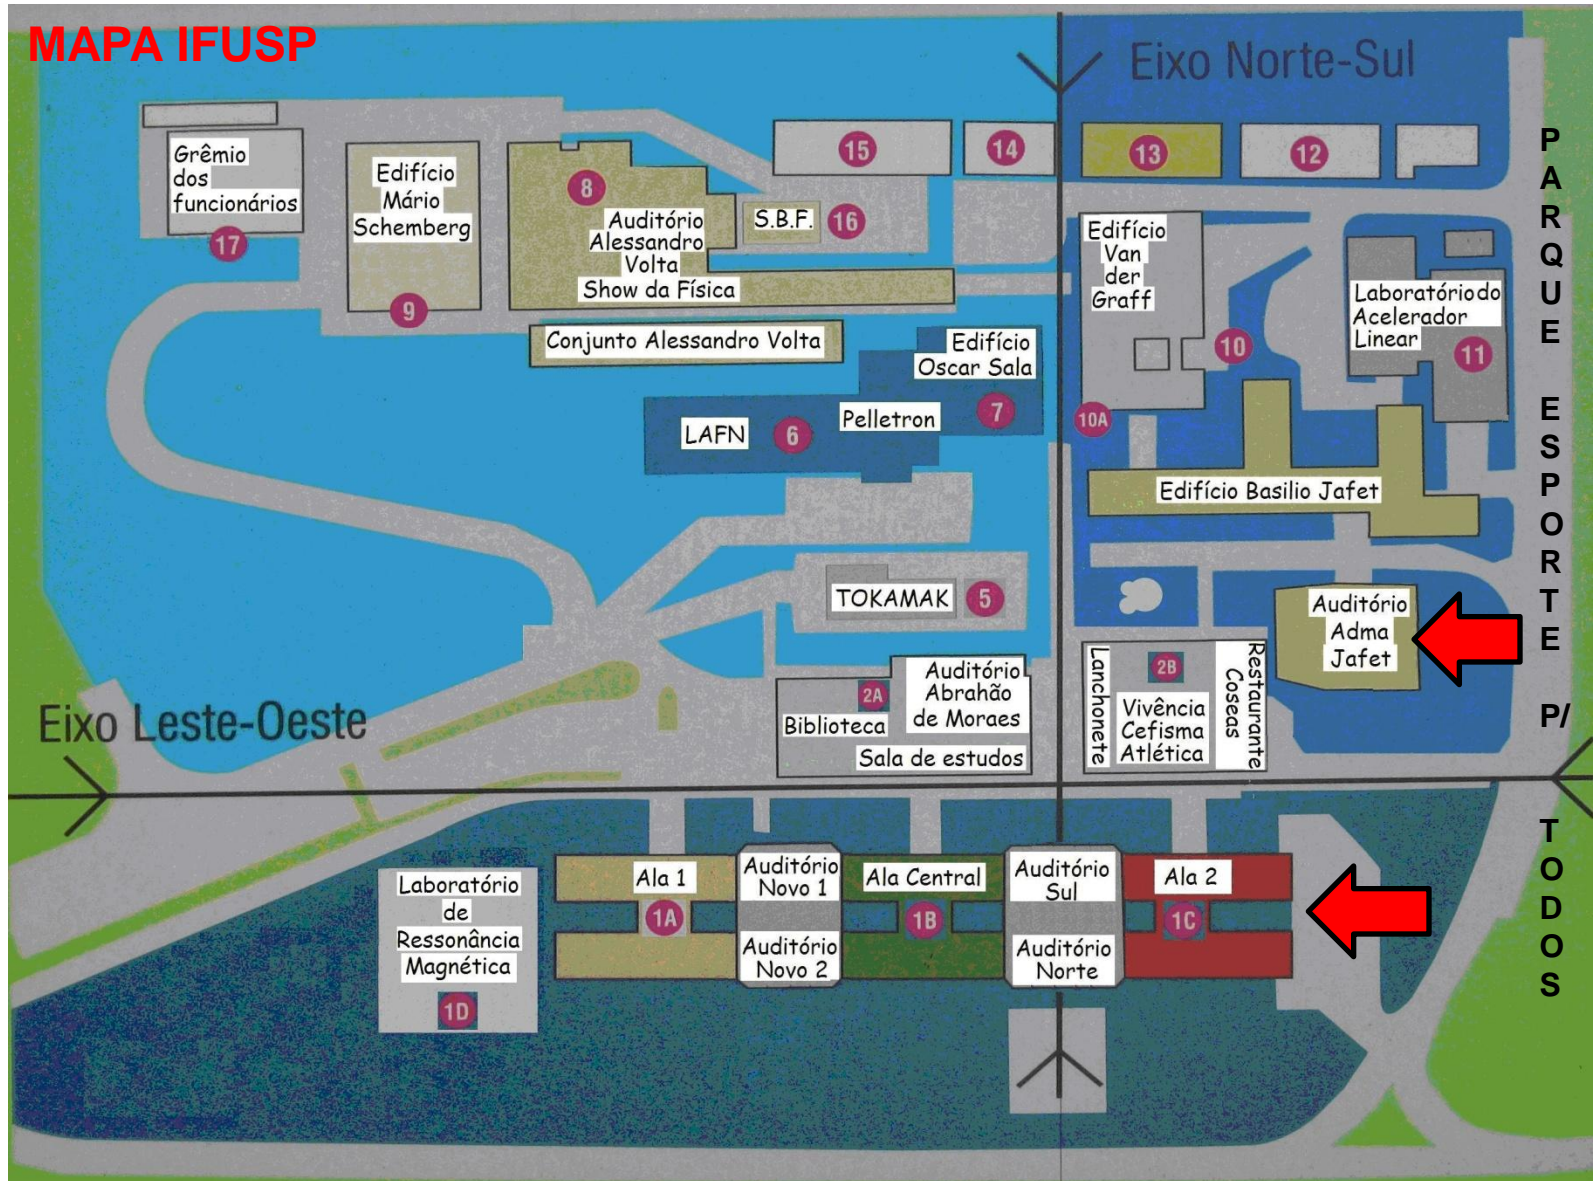 MAPA IFUSP
Eixo Norte-Sul
Grêmio
dos
funcionários
17
Edifício
Mário
Schemberg
9
8
Auditório
Alessandro
Volta
Show da Física
15
14
13
12
S.B.F.
16
Edifício
Van
der
Graff
10
10A
Laboratório do
Acelerador
Linear
11
Conjunto Alessandro Volta
Edifício
Oscar Sala
7
LAFN
6
Pelletron
Edifício Basilio Jafet
TOKAMAK
5
Auditório
Adma
Jafet
Eixo Leste-Oeste
2A
Biblioteca
Auditório
Abrahão
de Moraes
Sala de estudos
Lanchonete
2B
Vivência
Cefisma
Atlética
Restaurante
Coseas
PARQUE ESPORTE P/ TODOS
Laboratório
de
Ressonância
Magnética
1D
Ala 1
1A
Auditório
Novo 1
Auditório
Novo 2
Ala Central
1B
Auditório
Sul
Auditório
Norte
Ala 2
1C